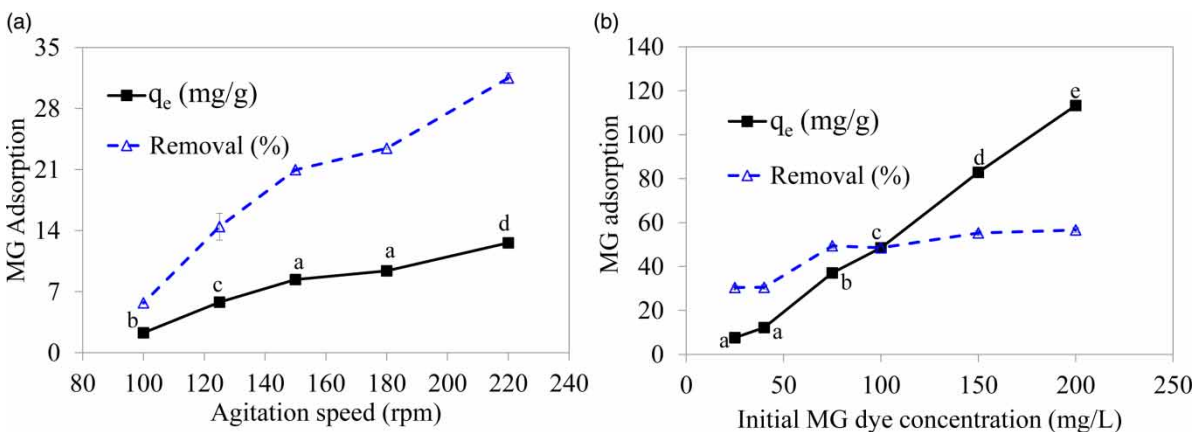 (a)
35
28
21
14
7
0
MG Adsorption
qe (mg/g)
Removal (%)
b
c
a
a
d
80 100 120 140 160 180 200 220 240
Agitation speed (rpm)
(b)
140
120
100
80
60
40
20
0
MG adsorption
qe (mg/g)
Removal (%)
a
a
b
c
d
e
0 50 100 150 200 250
Initial MG dye concentration (mg/L)